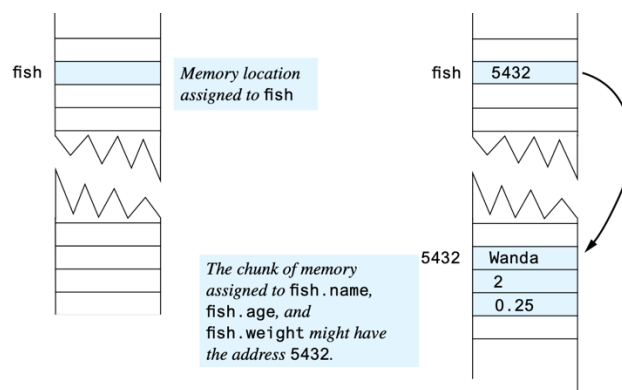 fish
Memory location
assigned to fish
fish
5432
5432
Wanda
2
0.25
The chunk of memory
assigned to fish.name,
fish.age, and
fish.weight might have
the address 5432.